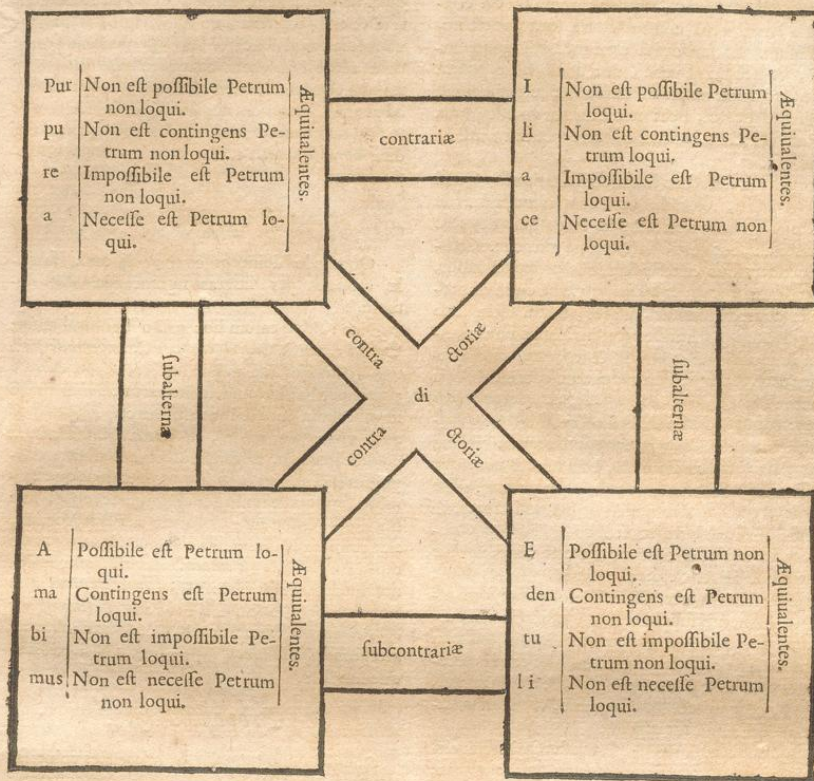 Pur Non eſt poſſibile Petrum
non loqui.
pu Non eſt contingens Pe-
trum non loqui.
re Impoſſibile eſt Petrum
non loqui.
a Neceſſe eſt Petrum lo-
qui.
Æquiualentes.
contrariæ
I Non eſt poſſibile Petrum
loqui.
li Non eſt contingens Pe-
trum loqui.
a Impoſſibile eſt Petrum
loqui.
ce Neceſſe eſt Petrum non
loqui.
Æquiualentes.
ſubalternæ
contra
ctoriæ
di
contra
ctoriæ
ſubalternæ
A Poſſibile eſt Petrum lo-
qui.
ma Contingens eſt Petrum
loqui.
bi Non eſt impoſſibile Pe-
trum loqui.
mus Non eſt neceſſe Petrum
non loqui.
Æquiualentes.
ſubcontrariæ
E Poſſibile eſt Petrum non
loqui.
den Contingens eſt Petrum
non loqui.
tu Non eſt impoſſibile Pe-
trum non loqui.
li Non eſt neceſſe Petrum
loqui.
Æquiualentes.